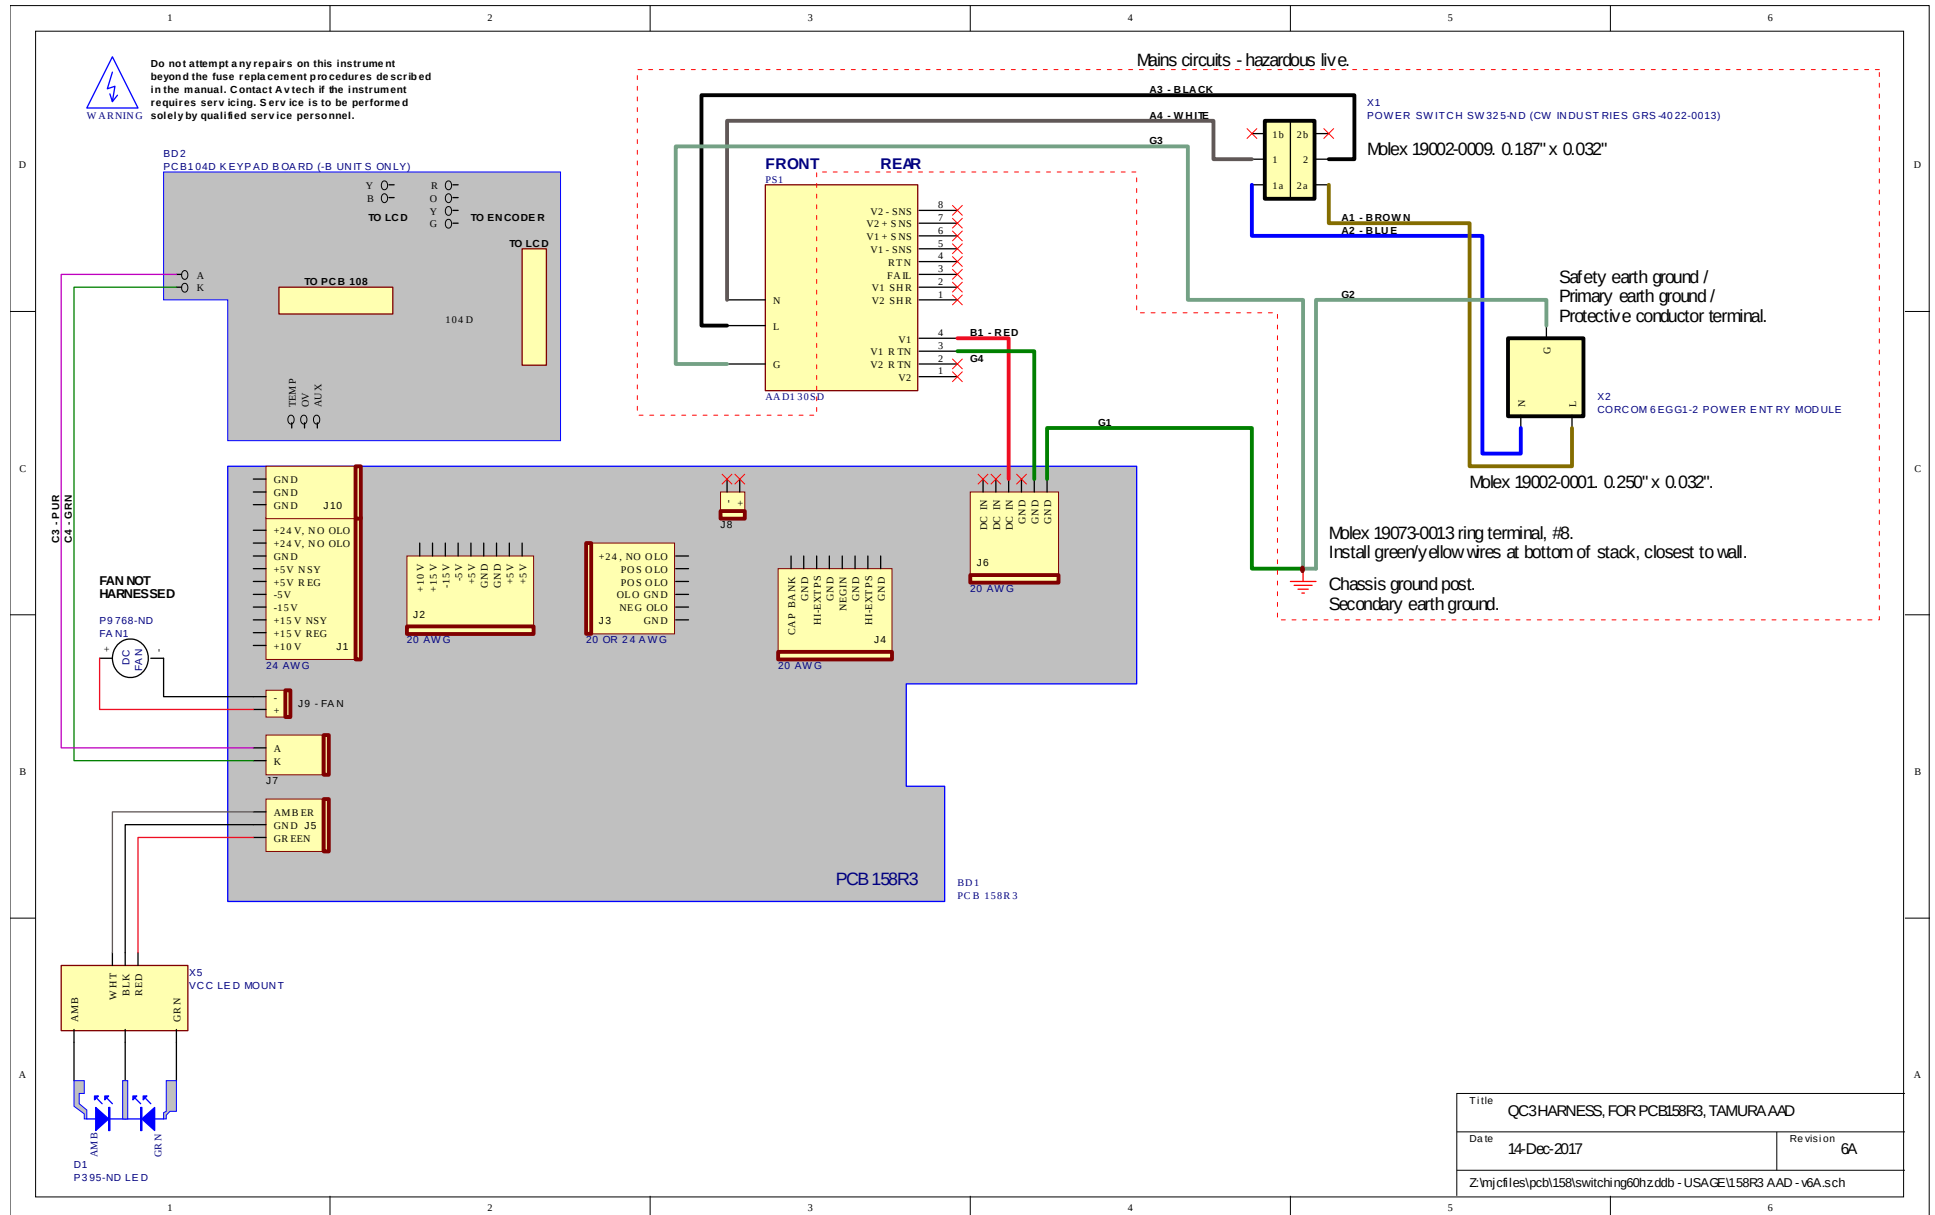 1 2 3 4 5 6
Do not attempt any repairs on this instrument
beyond the fuse replacement procedures described
in the manual. Contact Avtech if the instrument
requires servicing. Service is to be performed
solely by qualified service personnel.
WARNING
Mains circuits - hazardous live.
A3 - BLACK
A4 - WHITE
G3
X1
POWER SWITCH SW325-ND (CW INDUSTRIES GRS-4022-0013)
1b 2b
1 2
1a 2a
Molex 19002-0009. 0.187" x 0.032"
D
D
BD2
PCB104D KEYPAD BOARD (-B UNITS ONLY)
Y
B
TO LCD
R
O
Y
G
TO ENCODER
TO LCD
A
K
TO PCB 108
104D
TEMP
OV
AUX
FRONT REAR
PS1
V2 - SNS 8
V2 + SNS 7
V1 + SNS 6
V1 - SNS 5
RTN 4
FAIL 3
V1 SHR 2
V2 SHR 1
N
L
G
V1 4
V1 RTN 3
V2 RTN 2
V2 1
AAD130SD
B1 - RED
G4
A1 - BROWN
A2 - BLUE
G2
Safety earth ground /
Primary earth ground /
Protective conductor terminal.
G
N
L
X2
CORCOM 6EGG1-2 POWER ENTRY MODULE
Molex 19002-0001. 0.250" x 0.032".
G1
C
C
C3 - PUR
C4 - GRN
GND
GND
GND
J10
+24V, NO OLO
+24V, NO OLO
GND
+5V NSY
+5V REG
-5V
-15V
+15V NSY
+15V REG
+10V
J1
24 AWG
+10V
+15V
-15V
-5V
+5V
GND
GND
+5V
+5V
J2
20 AWG
+24, NO OLO
POS OLO
POS OLO
OLO GND
NEG OLO
GND
J3
20 OR 24 AWG
- +
J8
CAP BANK
GND
HI-EXTPS
GND
NEGIN
GND
HI-EXTPS
GND
J4
20 AWG
DC IN
DC IN
DC IN
GND
GND
GND
J6
20 AWG
Molex 19073-0013 ring terminal, #8.
Install green/yellow wires at bottom of stack, closest to wall.
Chassis ground post.
Secondary earth ground.
FAN NOT
HARNESSED
P9768-ND
FAN1
+ -
DC
FAN
-
+
J9 - FAN
A
K
J7
B
B
AMBER
GND J5
GREEN
PCB 158R3
BD1
PCB 158R3
X5
VCC LED MOUNT
AMB
WHT
BLK
RED
GRN
AMB
GRN
D1
P395-ND LED
A
A
Title
QC3 HARNESS, FOR PCB158R3, TAMURA AAD
Date
14-Dec-2017
Revision
6A
Z:\mjcfiles\pcb\158\switching60hz.ddb - USAGE\158R3 AAD - v6A.sch
1 2 3 4 5 6